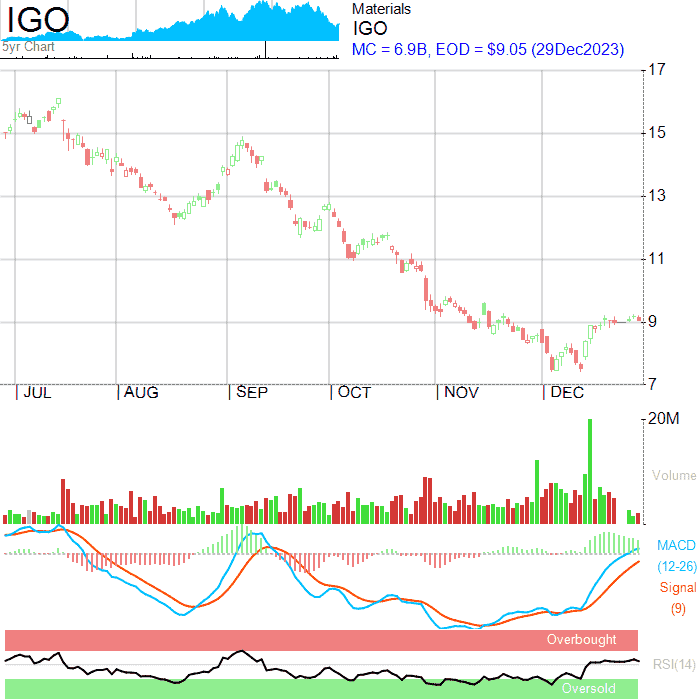 IGO
5yr Chart
Materials
IGO
MC = 6.9B, EOD = $9.05 (29Dec2023)
17
15
13
11
9
7
JUL AUG SEP OCT NOV DEC
20M
Volume
MACD
(12-26)
Signal
(9)
Overbought
RSI(14)
Oversold